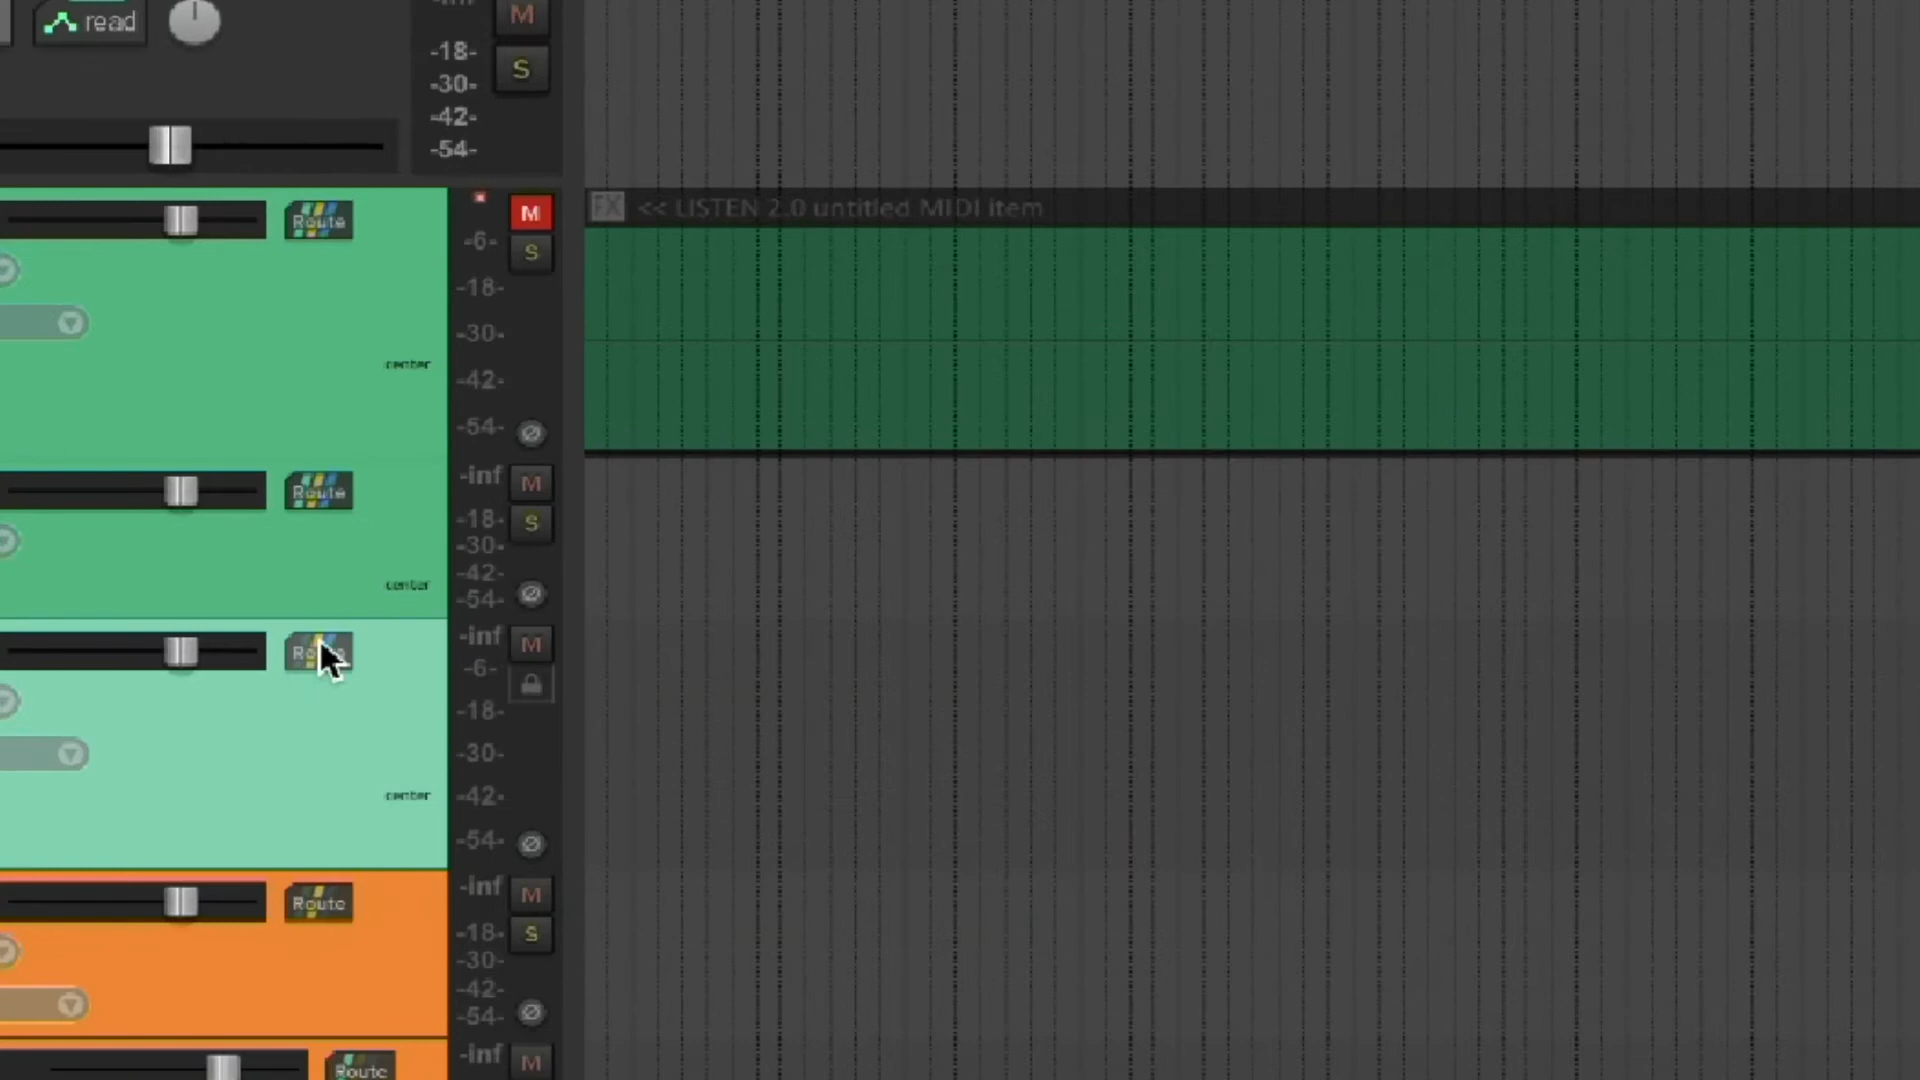 read
M
-18-
S
-30-
-42-
-54-
Route
M
FX << LISTEN 2.0 untitled MIDI item
-6-
S
-18-
-30-
center
-42-
-54-
-inf
M
Route
-18-
S
-30-
-42-
center
-54-
-inf
M
-6-
-18-
-30-
center
-42-
-54-
-inf
M
Route
-18-
S
-30-
-42-
-54-
-inf
M
Route